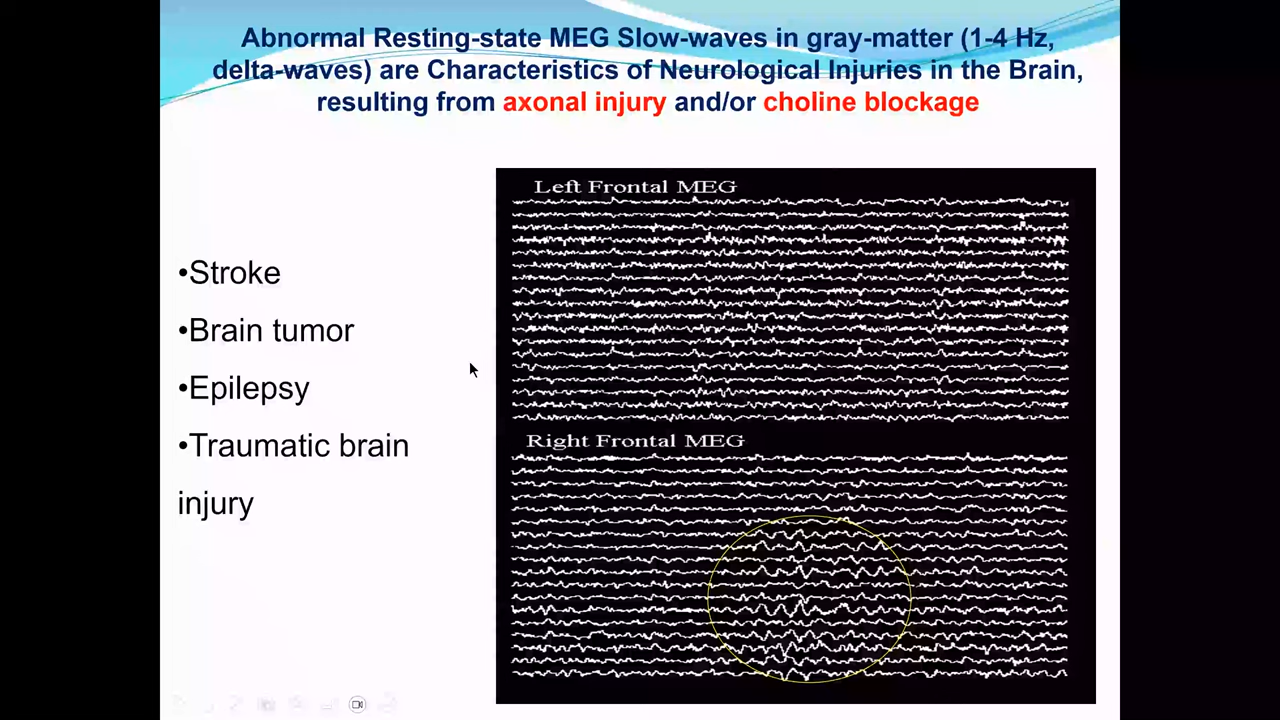 Abnormal Resting-state MEG Slow-waves in gray-matter (1-4 Hz,
delta-waves) are Characteristics of Neurological Injuries in the Brain,
resulting from axonal injury and/or choline blockage
•Stroke
•Brain tumor
•Epilepsy
•Traumatic brain
injury
Left Frontal MEG
Right Frontal MEG